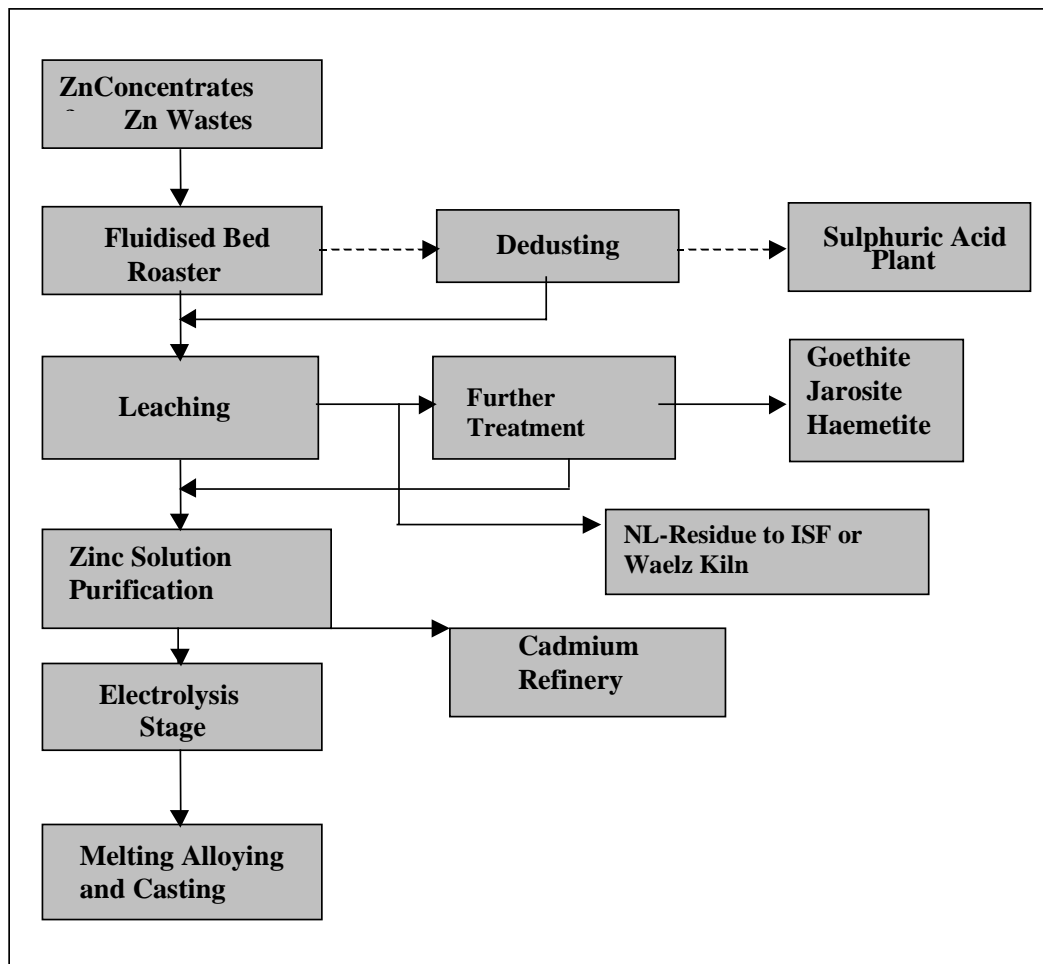 ZnConcentrates
Zn Wastes
Fluidised Bed
Roaster
Dedusting
Sulphuric Acid
Plant
Leaching
Further
Treatment
Goethite
Jarosite
Haemetite
NL-Residue to ISF or
Waelz Kiln
Zinc Solution
Purification
Cadmium
Refinery
Electrolysis
Stage
Melting Alloying
and Casting